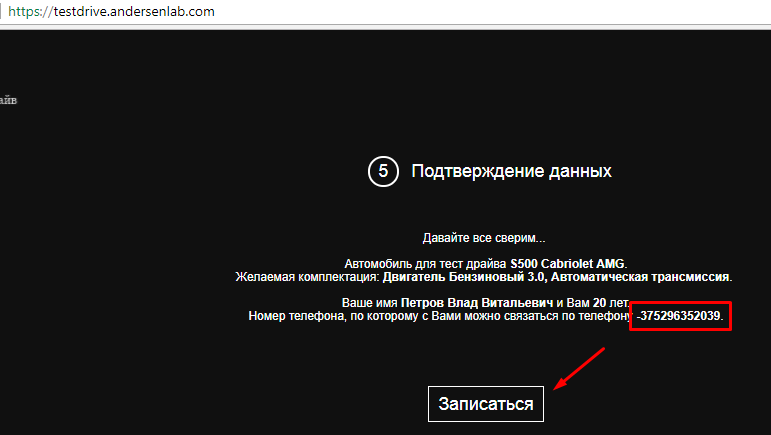 https://testdrive.andersenlab.com
айв
5 Подтверждение данных
Давайте все сверим...
Автомобиль для тест драйва S500 Cabriolet AMG.
Желаемая комплектация: Двигатель Бензиновый 3.0, Автоматическая трансмиссия.
Ваше имя Петров Влад Витальевич и Вам 20 лет.
Номер телефона, по которому с Вами можно связаться по телефону -375296352039.
Записаться